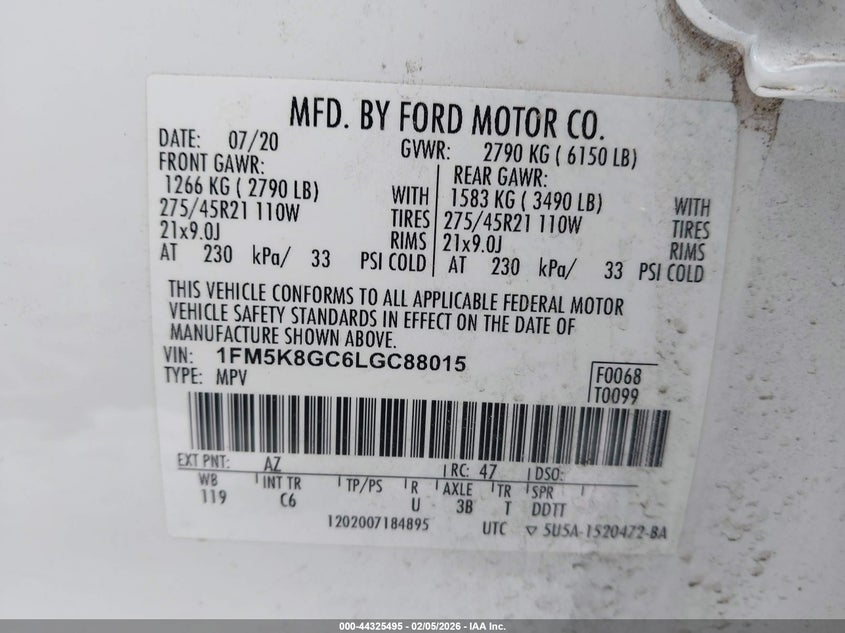 MFD. BY FORD MOTOR CO.
DATE: 07/20 GVWR: 2790 KG ( 6150 LB)
FRONT GAWR: REAR GAWR:
1266 KG ( 2790 LB) WITH 1583 KG ( 3490 LB) WITH
275/45R21 110W TIRES 275/45R21 110W TIRES
21x9.0J RIMS 21x9.0J RIMS
AT 230 kPa/ 33 PSI COLD AT 230 kPa/ 33 PSI COLD
THIS VEHICLE CONFORMS TO ALL APPLICABLE FEDERAL MOTOR
VEHICLE SAFETY STANDARDS IN EFFECT ON THE DATE OF
MANUFACTURE SHOWN ABOVE.
VIN: 1FM5K8GC6LGC88015
TYPE: MPV
F0068
T0099
EXT PNT: AZ RC: 47 DSO:
WB INT TR TP/PS R AXLE TR SPR
119 C6 U 3B T DDTT
1202007184895 UTC ▽ 5U5A-1520472-BA
000-44325495 - 02/05/2026 - IAA Inc.